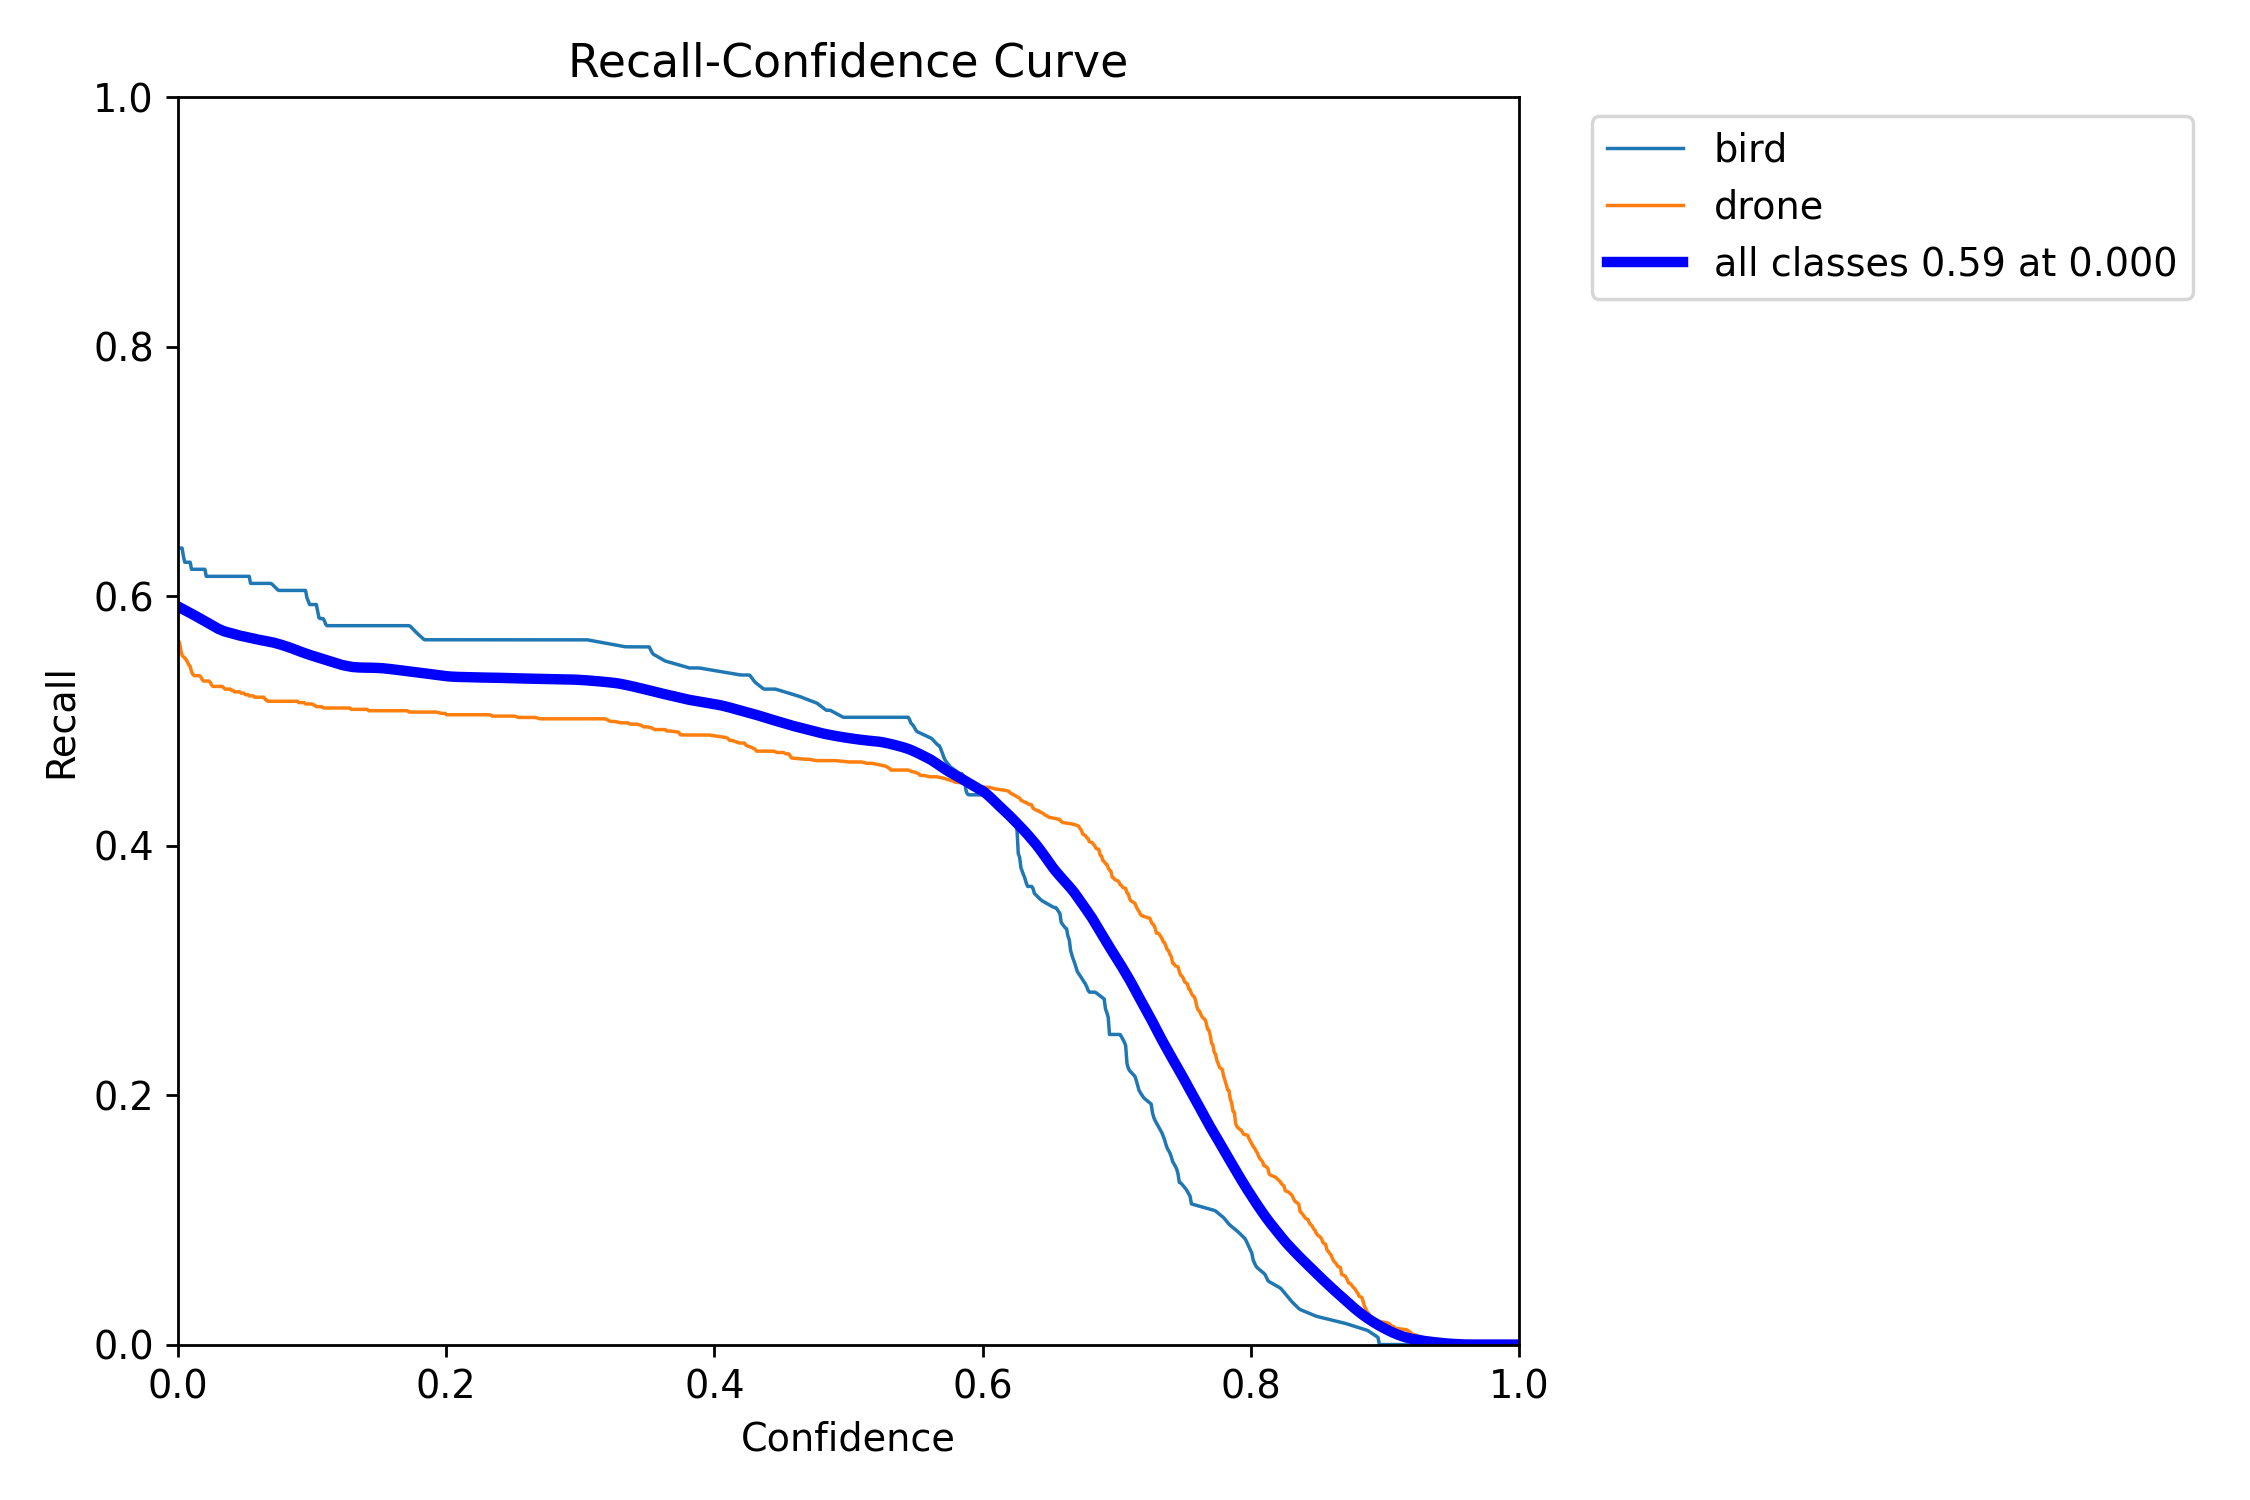 Recall-Confidence Curve
1.0
0.8
0.6
0.4
0.2
0.0
Recall
0.0 0.2 0.4 0.6 0.8 1.0
Confidence
bird
drone
all classes 0.59 at 0.000